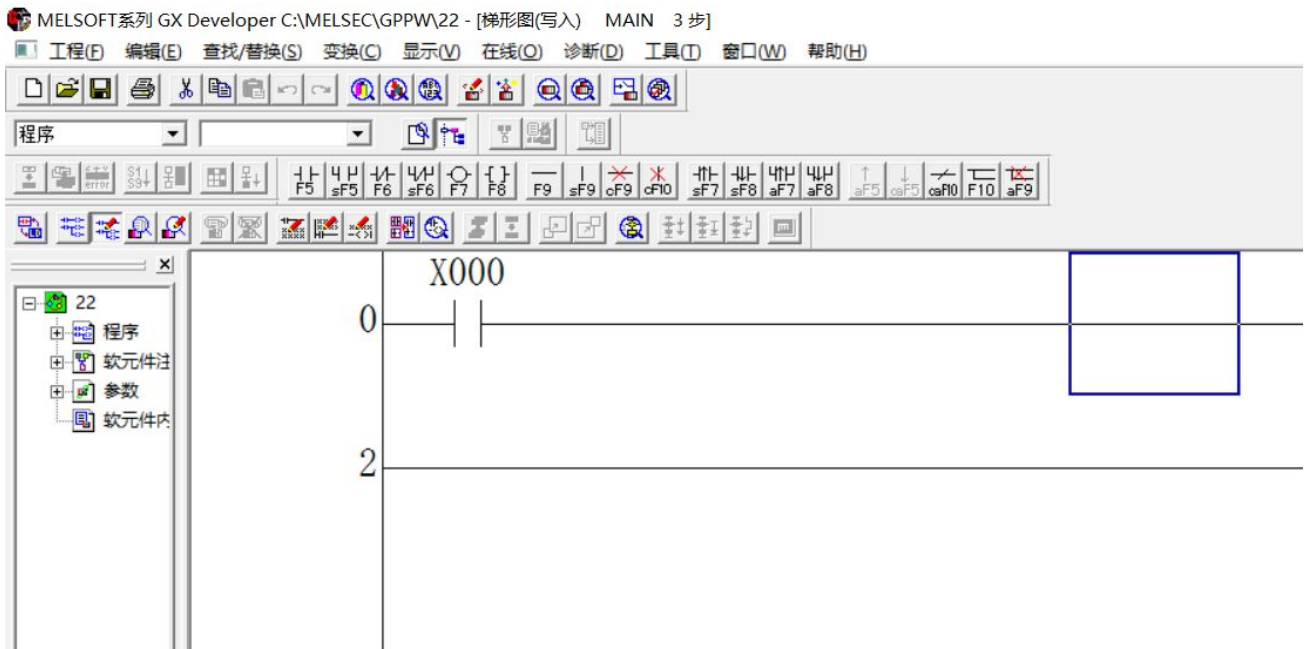 MELSOFT系列 GX Developer C:\MELSEC\GPPW\22 - [梯形图(写入) MAIN 3 步]
工程(F) 编辑(E) 查找/替换(S) 变换(C) 显示(V) 在线(O) 诊断(D) 工具(T) 窗口(W) 帮助(H)
程序
error S1 S9 F5 sF5 F6 sF6 F7 F8 F9 sF9 cF9 cF10 sF7 sF8 aF7 aF8 aF5 caF5 caF10 F10 aF9
22
程序
软元件注
参数
软元件内
X000
0
2